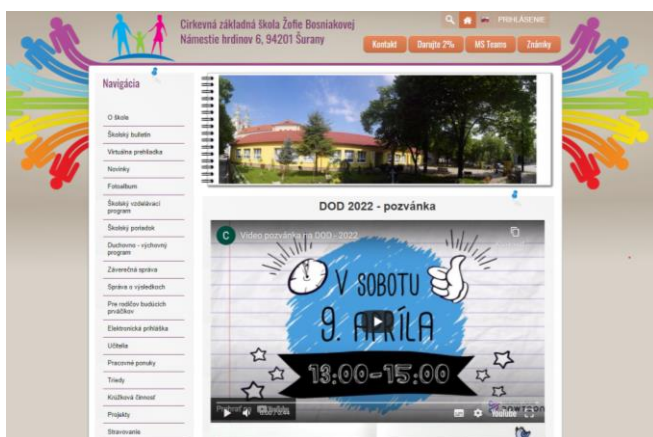 Cirkevná základná škola Žofie Bosniakovej
Námestie hrdinov 6, 94201 Šurany
PRIHLÁSENIE
Kontakt
Darujte 2%
MS Teams
Známky
Navigácia
O škole
Školský bulletin
Virtuálna prehliadka
Novinky
Fotoalbum
Školský vzdelávací
program
Školský poriadok
Duchovno - výchovný
program
Záverečná správa
Správa o výsledkoch
Pre rodičov budúcich
prváčikov
Elektronická prihláška
Učitelia
Pracovné ponuky
Triedy
Krúžková činnosť
Projekty
Stravovanie
DOD 2022 - pozvánka
C
Video pozvánka na DOD - 2022
V SOBOTU
9. APRÍLA
13:00-15:00
YouTube